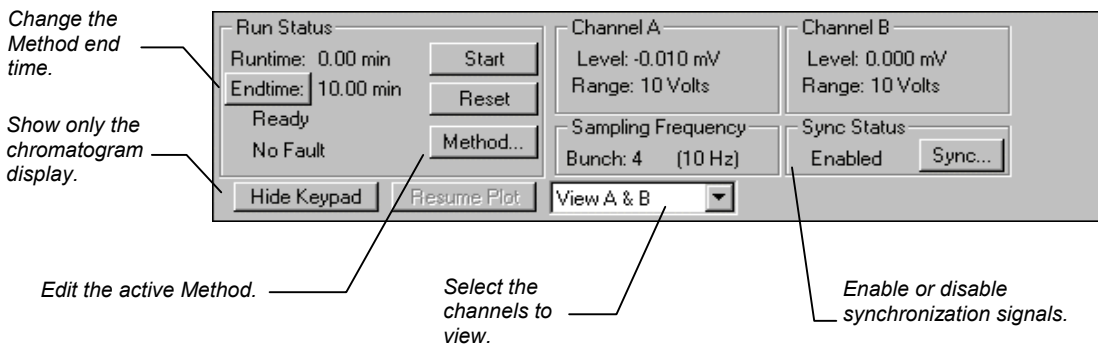 Change the
Method end
time.
Show only the
chromatogram
display.
Run Status
Runtime: 0.00 min
Start
Endtime: 10.00 min
Reset
Ready
No Fault
Method...
Channel A
Level: -0.010 mV
Range: 10 Volts
Channel B
Level: 0.000 mV
Range: 10 Volts
Sampling Frequency
Bunch: 4 (10 Hz)
Sync Status
Enabled
Sync...
Hide Keypad
Resume Plot
View A & B
Edit the active Method.
Select the
channels to
view.
Enable or disable
synchronization signals.